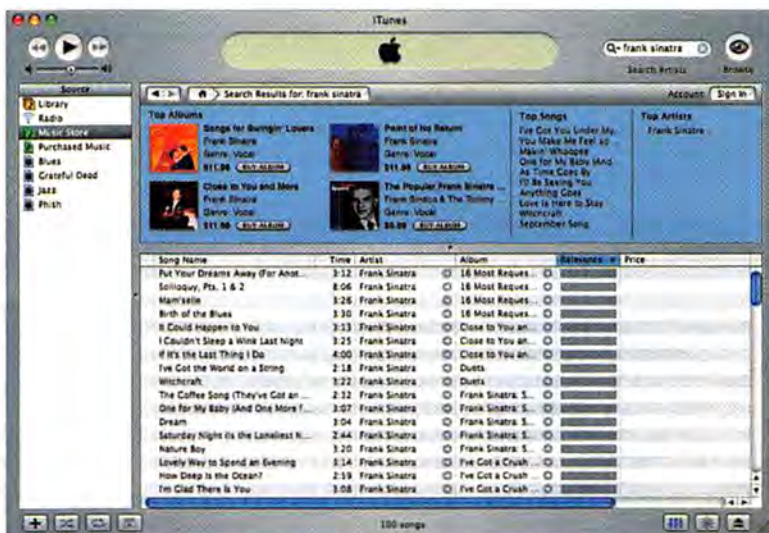 iTunes
frank sinatra
Search Artists
Browse
Source
Library
Radio
Music Store
Purchased Music
Blues
Grateful Dead
Jazz
Phish
Search Results for: frank sinatra
Account: Sign In
Top Albums
Songs for Swingin' Lovers
Frank Sinatra
Genre: Vocal
$11.99 BUY ALBUM
Point of No Return
Frank Sinatra
Genre: Vocal
$11.99 BUY ALBUM
Close to You and More
Frank Sinatra
Genre: Vocal
$11.99 BUY ALBUM
The Popular Frank Sinatra ...
Frank Sinatra & The Tommy
Genre: Vocal
BUY ALBUM
Top Songs
I've Got You Under My...
You Make Me Feel so
Makin' Whoopee
One for My Baby (And
As Time Goes By
I'll Be Seeing You
Anything Goes
Love is Here to Stay
Witchcraft
September Song
Top Artists
Frank Sinatra
Song Name Time Artist Album Relevance Price
Put Your Dreams Away (For Anot... 3:12 Frank Sinatra 16 Most Reques...
Soliloquy, Pts. 1 & 2 8:06 Frank Sinatra 16 Most Reques...
Mam'selle 3:26 Frank Sinatra 16 Most Reques...
Birth of the Blues 3:30 Frank Sinatra 16 Most Reques...
It Could Happen to You 3:13 Frank Sinatra Close to You an...
I Couldn't Sleep a Wink Last Night 3:25 Frank Sinatra Close to You an...
If It's the Last Thing I Do 4:00 Frank Sinatra Close to You an...
I've Got the World on a String 2:18 Frank Sinatra Duets
Witchcraft 3:22 Frank Sinatra Duets
The Coffee Song (They've Got an ... 2:32 Frank Sinatra Frank Sinatra: S...
One for My Baby (And One More f... 3:07 Frank Sinatra Frank Sinatra: S...
Dream 3:04 Frank Sinatra Frank Sinatra: S...
Saturday Night its the Loneliest N... 2:44 Frank Sinatra Frank Sinatra: S...
Nature Boy 3:20 Frank Sinatra Frank Sinatra: S...
Lovely Way to Spend an Evening 3:14 Frank Sinatra I've Got a Crush ...
How Deep Is the Ocean? 2:59 Frank Sinatra I've Got a Crush ...
I'm Glad There Is You 3:08 Frank Sinatra I've Got a Crush ...
100 songs